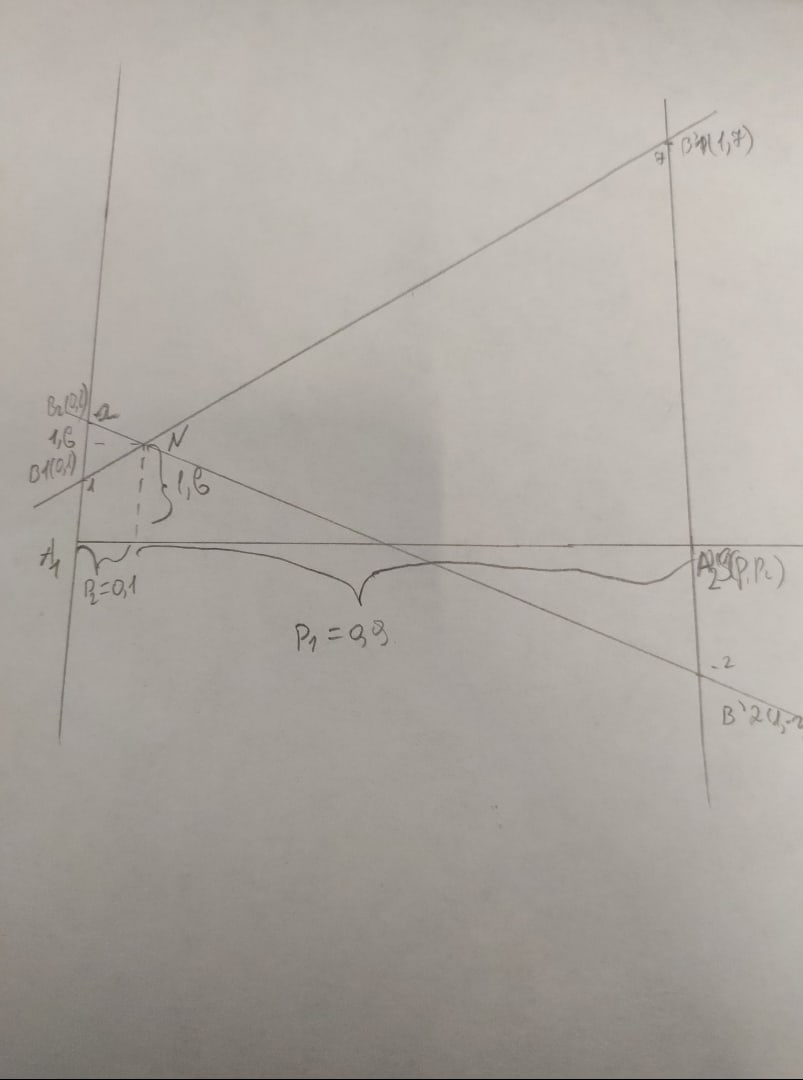 B'1(1,7)
7
B2(0,2)
2
1,6
N
B1(0,1)
1
1,6
A1
P2=0,1
P1 = 0,9
-2
B'2(1,-2